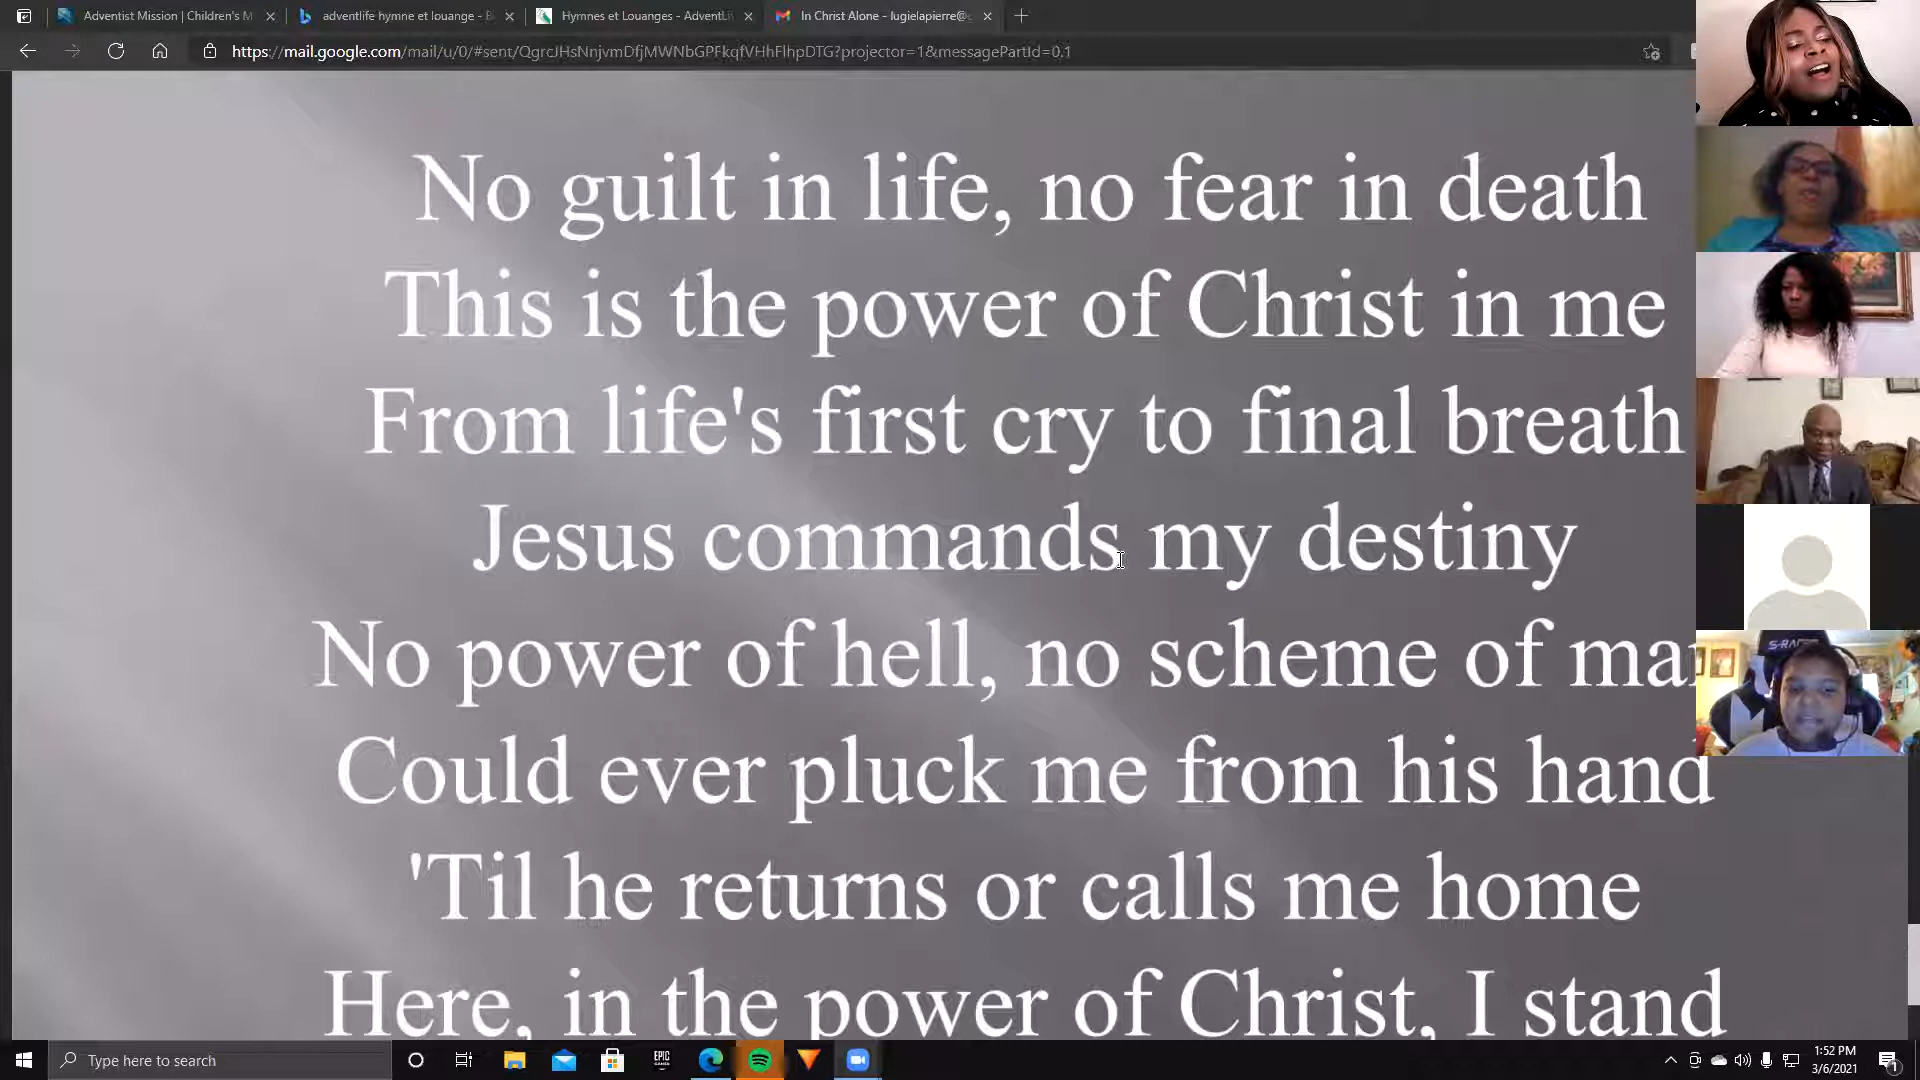 Adventist Mission | Children's M
adventlife hymne et louange - B
Hymnes et Louanges - AdventLi
In Christ Alone - lugielapierre@g
https://mail.google.com/mail/u/0/#sent/QgrcJHsNnjvmDfjMWNbGPFkqfVHhFlhpDTG?projector=1&messagePartId=0.1
No guilt in life, no fear in death
This is the power of Christ in me
From life's first cry to final breath
Jesus commands my destiny
No power of hell, no scheme of man
Could ever pluck me from his hand
'Til he returns or calls me home
Here, in the power of Christ, I stand
Type here to search
EPIC
GAMES
1:52 PM
3/6/2021
1